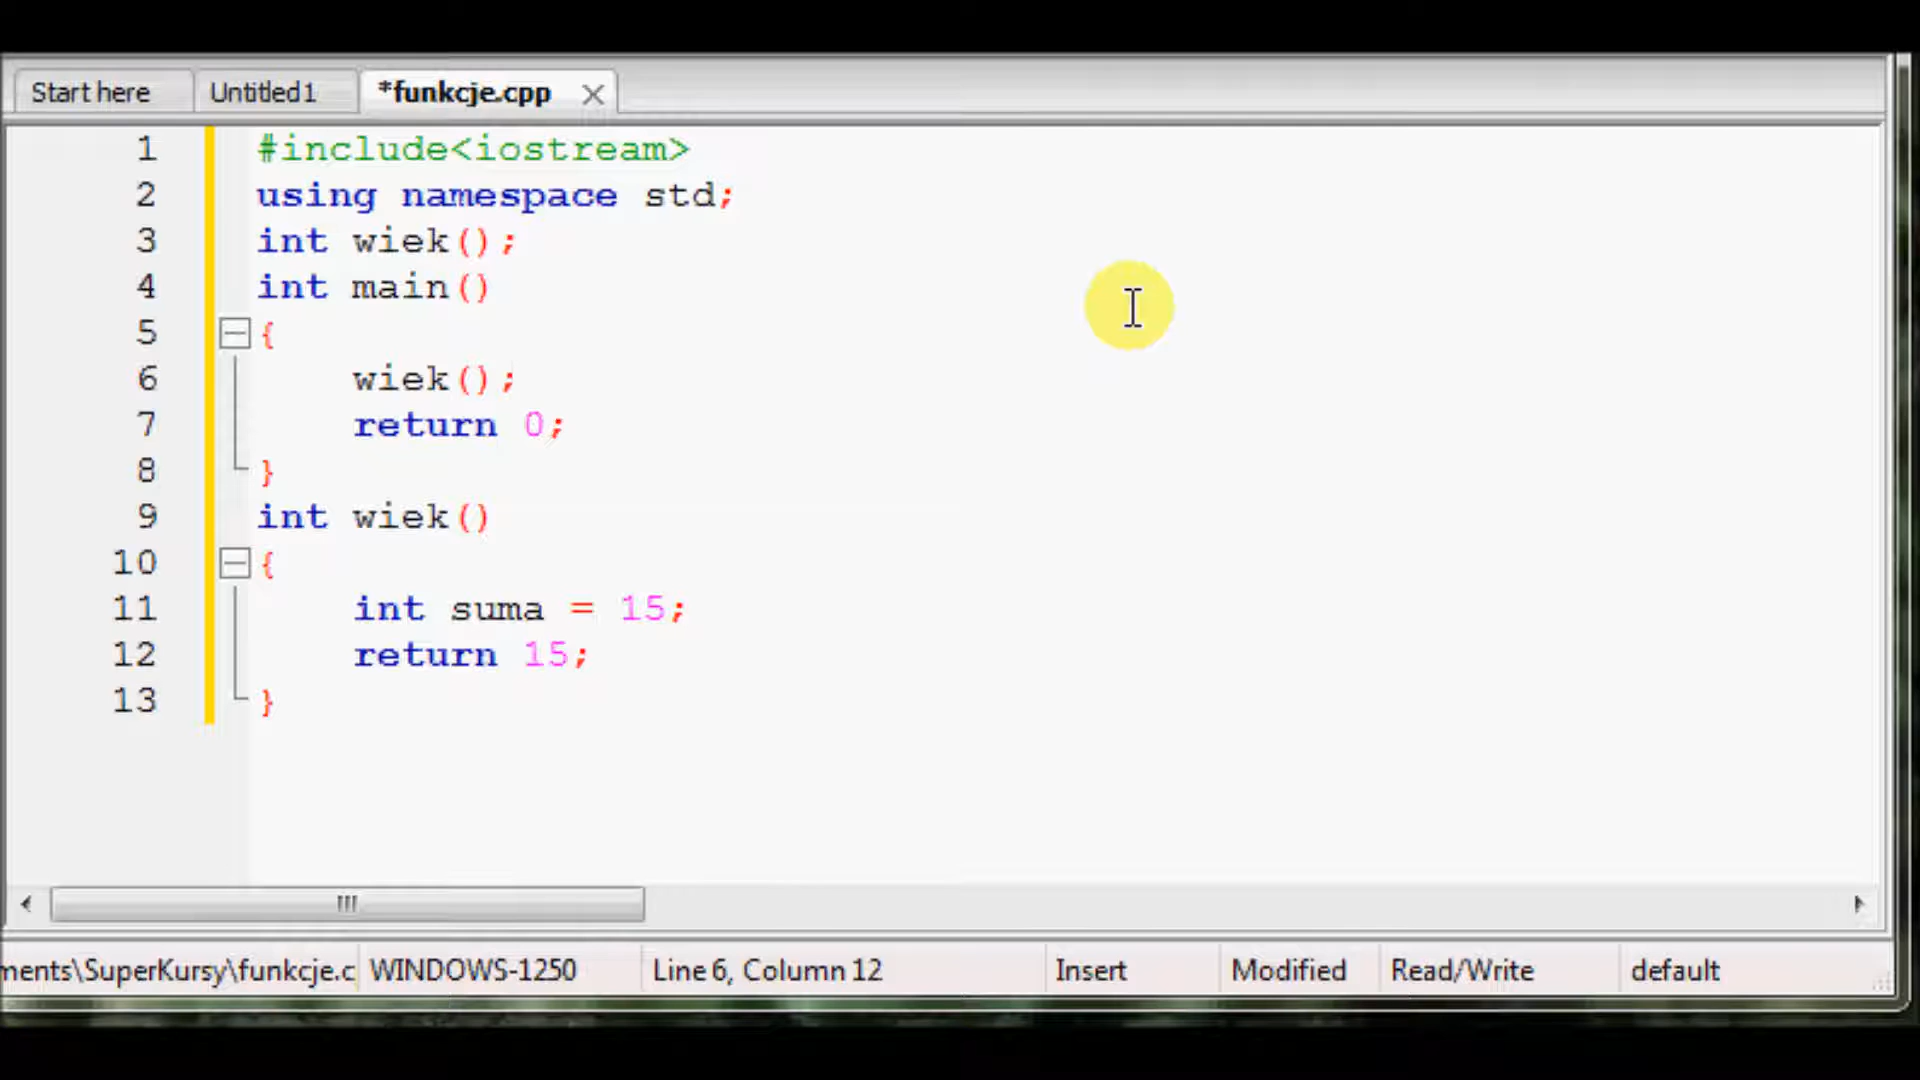 Start here Untitled1 *funkcje.cpp
1 #include<iostream>
2 using namespace std;
3 int wiek();
4 int main()
5 {
6 wiek();
7 return 0;
8 }
9 int wiek()
10 {
11 int suma = 15;
12 return 15;
13 }
ments\SuperKursy\funkcje.c WINDOWS-1250 Line 6, Column 12 Insert Modified Read/Write default